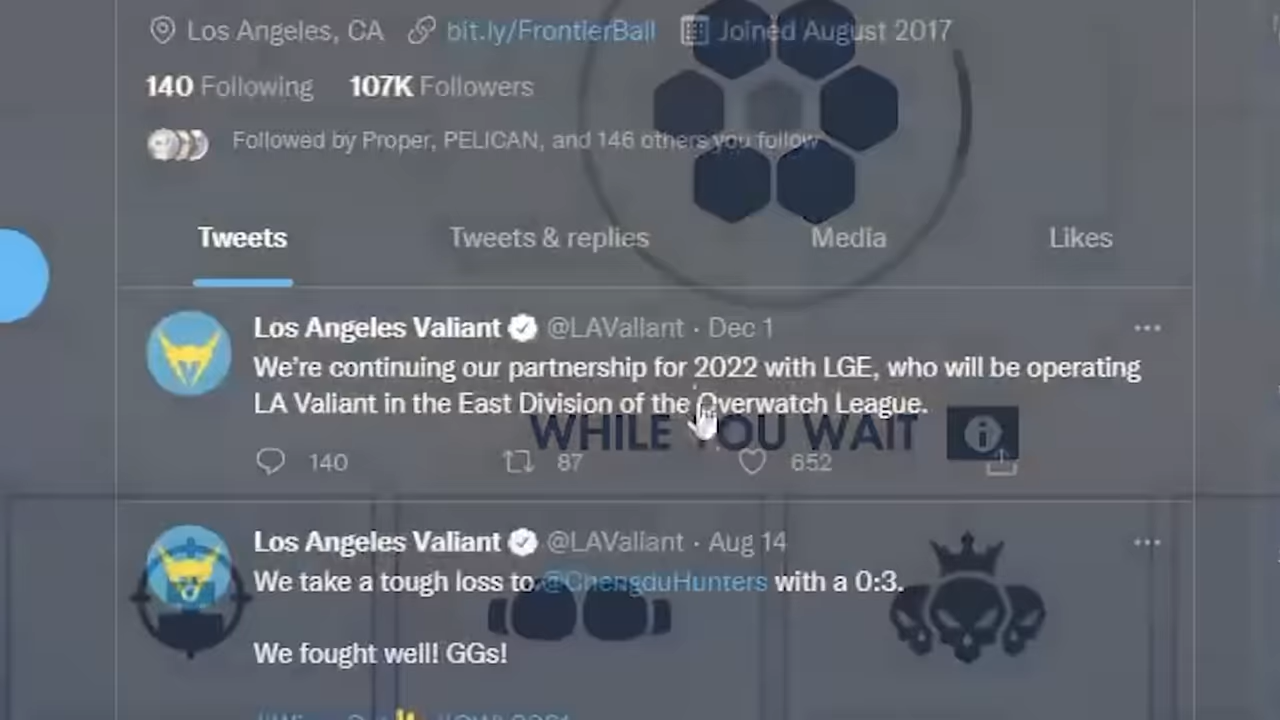 Los Angeles, CA bit.ly/FrontierBall Joined August 2017
140 Following 107K Followers
Followed by Proper, PELICAN, and 146 others you follow
Tweets Tweets & replies Media Likes
Los Angeles Valiant @LAValiant · Dec 1
We're continuing our partnership for 2022 with LGE, who will be operating
LA Valiant in the East Division of the Overwatch League.
WHILE YOU WAIT
140 87 652
Los Angeles Valiant @LAValiant · Aug 14
We take a tough loss to @ChengduHunters with a 0:3.
We fought well! GGs!